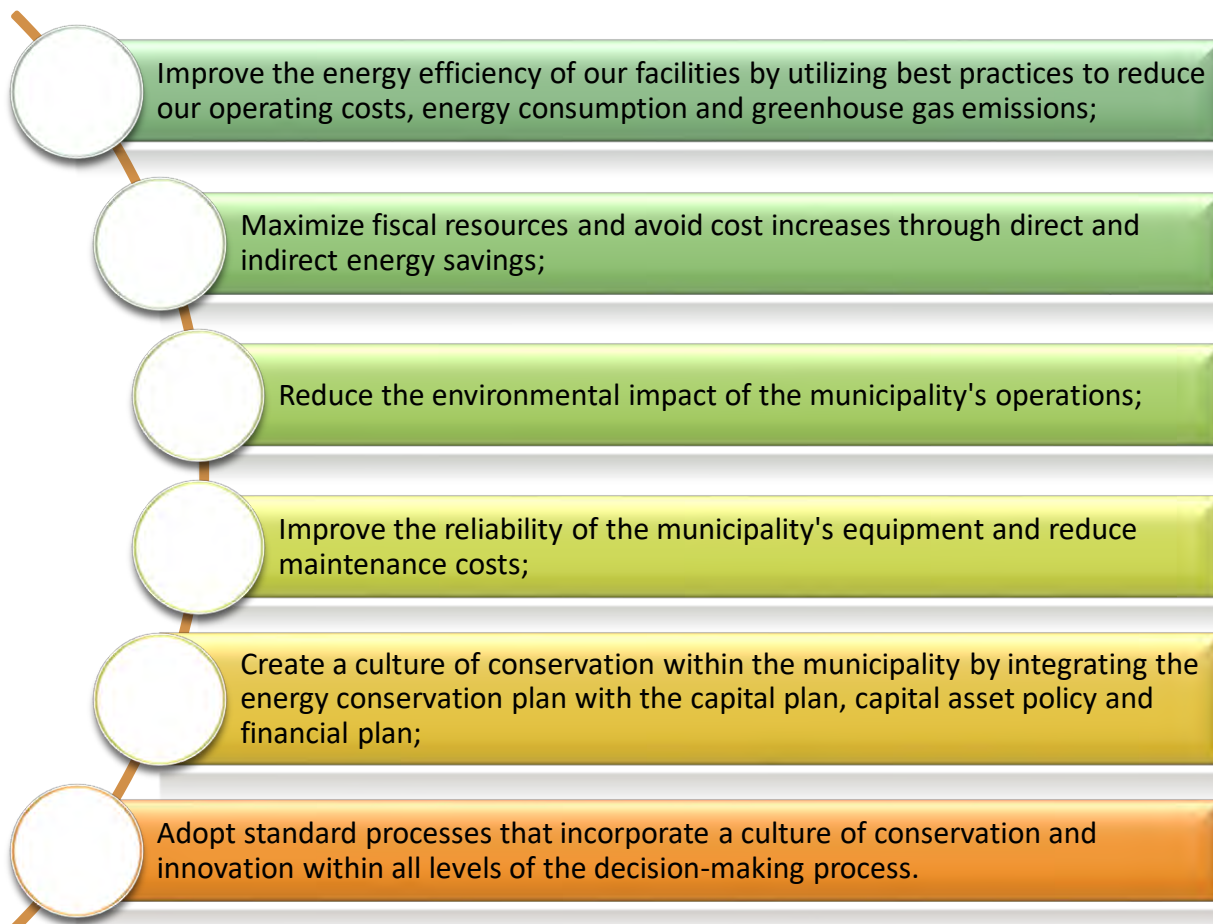 Improve the energy efficiency of our facilities by utilizing best practices to reduce
our operating costs, energy consumption and greenhouse gas emissions;
Maximize fiscal resources and avoid cost increases through direct and
indirect energy savings;
Reduce the environmental impact of the municipality's operations;
Improve the reliability of the municipality's equipment and reduce
maintenance costs;
Create a culture of conservation within the municipality by integrating the
energy conservation plan with the capital plan, capital asset policy and
financial plan;
Adopt standard processes that incorporate a culture of conservation and
innovation within all levels of the decision-making process.